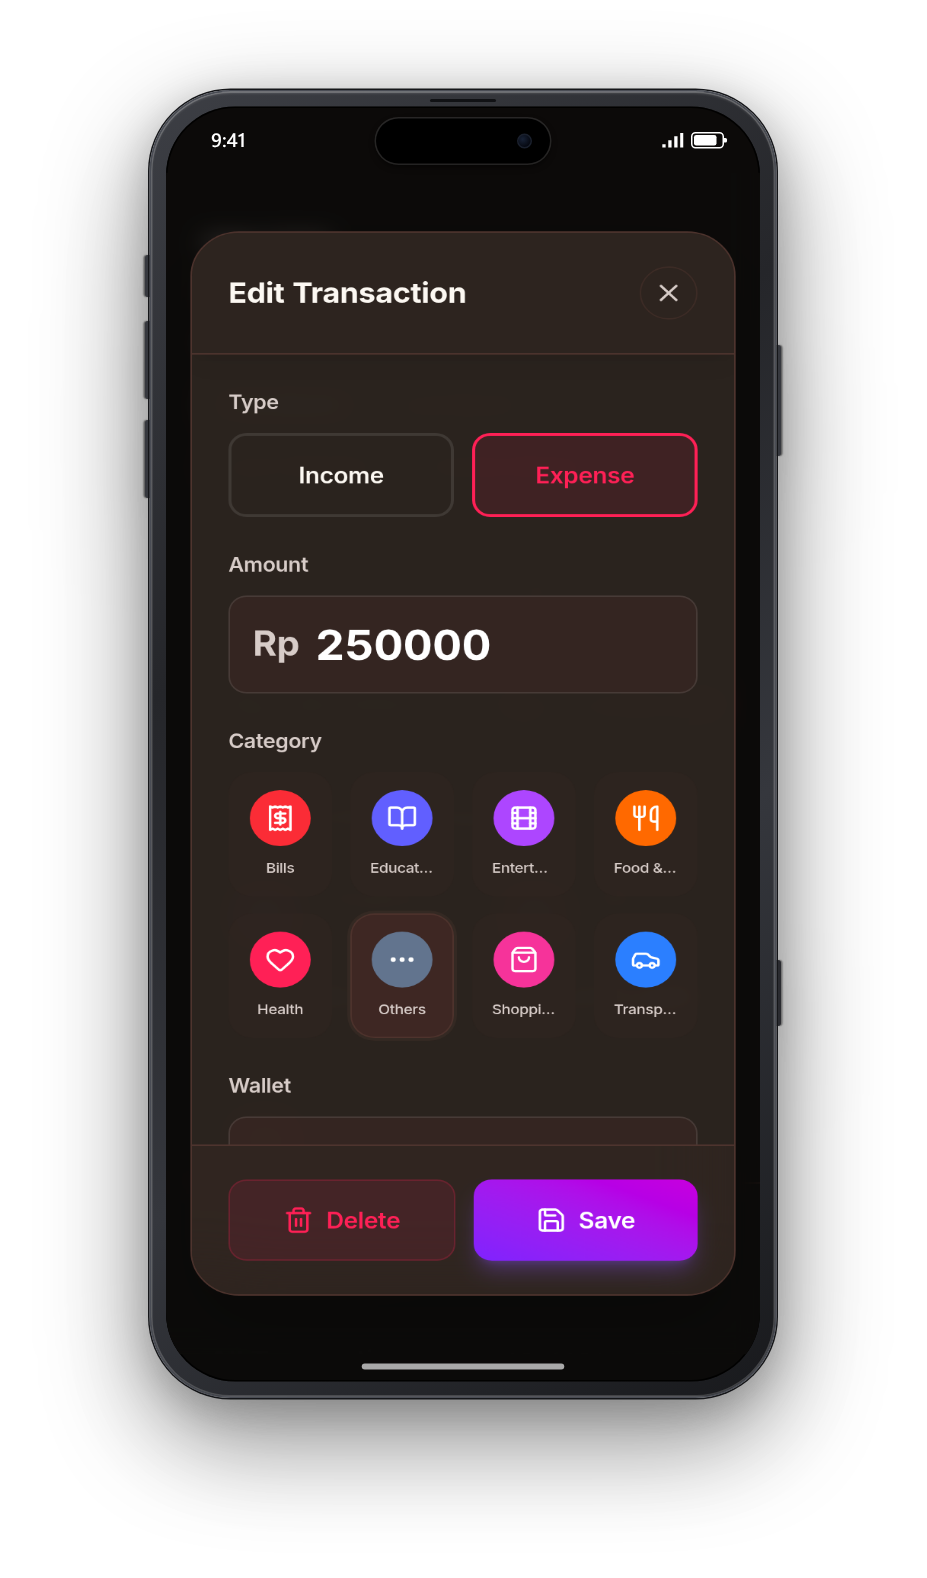 9:41
Edit Transaction
Type
Income Expense
Amount
Rp 250000
Category
Bills Educat... Entert... Food &...
Health Others Shoppi... Transp...
Wallet
Delete Save